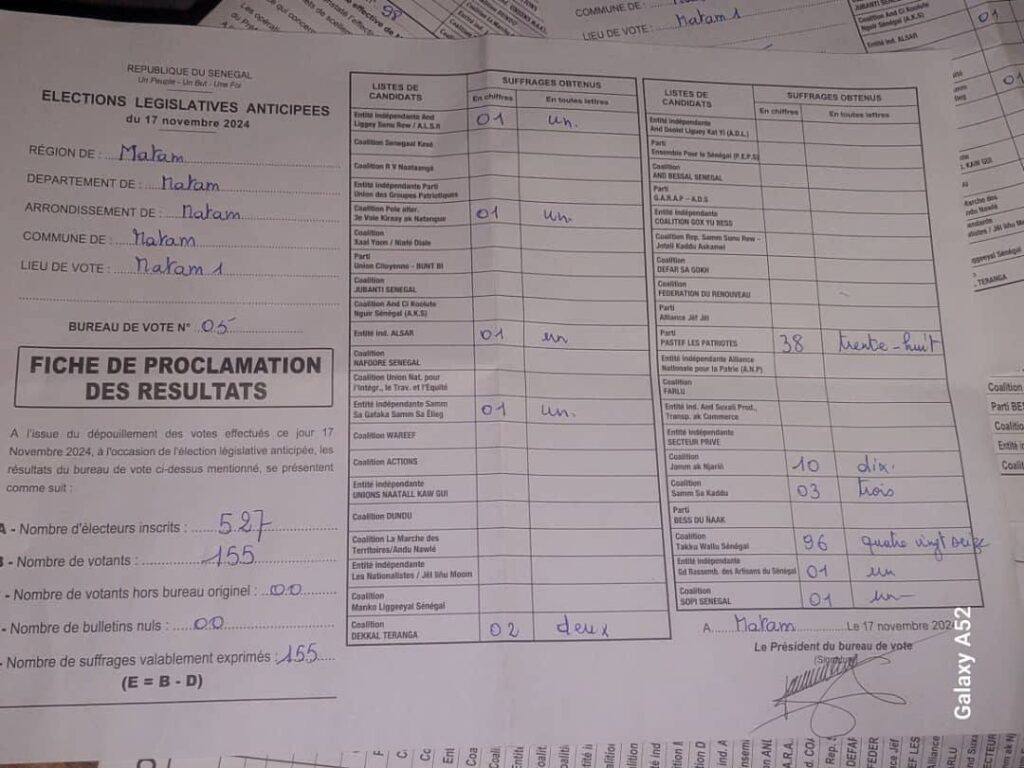 REPUBLIQUE DU SENEGAL
Un Peuple - Un But - Une Foi
ELECTIONS LEGISLATIVES ANTICIPEES
du 17 novembre 2024
RÉGION DE : Matam
DEPARTEMENT DE : Matam
ARRONDISSEMENT DE : Matam
COMMUNE DE : Matam
LIEU DE VOTE : Matam 1
BUREAU DE VOTE N° 05
FICHE DE PROCLAMATION
DES RESULTATS
A l'issue du dépouillement des votes effectués ce jour 17
Novembre 2024, à l'occasion de l'élection législative anticipée, les
résultats du bureau de vote ci-dessus mentionné, se présentent
comme suit :
A - Nombre d'électeurs inscrits : 527
B - Nombre de votants : 155
- Nombre de votants hors bureau originel : 00
- Nombre de bulletins nuls : 00
- Nombre de suffrages valablement exprimés : 155
(E = B - D)
LISTES DE
CANDIDATS
SUFFRAGES OBTENUS
En chiffres En toutes lettres
Entité Indépendante And
Liggey Sunu Rew / A.L.S.R 01 un.
Coalition Senegaal Kesé
Coalition R V Naatangé
Entité Indépendante Parti
Union des Groupes Patriotiques
Coalition Pole alter.
3e Voie Kiraay ak Natangue 01 un.
Coalition
Xaal Yoon / Niafé Diale
Parti
Union Citoyenne - BUNT BI
Coalition
JUBANTI SENEGAL
Coalition And Ci Koolute
Nguir Sénégal (A.K.S)
Entité ind. ALSAR 01 un
Coalition
NAFOORE SENEGAL
Coalition Union Nat. pour
l'Intégr., le Trav. et l'Equité
Entité indépendante Samm
Sa Gataka Samm Sa Eleg 01 un.
Coalition WAREEF
Coalition ACTIONS
Entité indépendante
UNIONS NAATALL KAW GUI
Coalition DUNDU
Coalition La Marche des
Territoires/Andu Nawlé
Entité indépendante
Les Nationalistes / Jël liñu Moom
Coalition
Manko Liggeeyal Sénégal
Coalition
DEKKAL TERANGA 02 deux
LISTES DE
CANDIDATS
SUFFRAGES OBTENUS
En chiffres En toutes lettres
Entité indépendante
And Doolel Liguey Kat Yi (A.D.L)
Parti
Ensemble Pour le Sénégal (P.E.P.S)
Coalition
AND BESSAL SENEGAL
Parti
G.A.R.A.P - A.D.S
Entité indépendante
COALITION GOX YU BESS
Coalition Rep. Samm Sunu Rew -
Jotali Kaddu Askanwi
Coalition
DEFAR SA GOKH
Coalition
FEDERATION DU RENOUVEAU
Parti
Alliance Jëf Jël
Parti
PASTEF LES PATRIOTES 38 trente-huit
Entité indépendante Alliance
Nationale pour la Patrie (A.N.P)
Coalition
FARLU
Entité ind. And Suxali Prod.,
Transp. ak Commerce
Entité indépendante
SECTEUR PRIVE
Coalition
Jamm ak Njariñ 10 dix.
Coalition
Samm Sa Kaddu 03 trois
Parti
BESS DU ÑAAK
Coalition
Takku Wallu Sénégal 96 quatre vingt seize
Entité indépendante
Gd Rassemb. des Artisans du Sénégal 01 un
Coalition
SOPI SENEGAL 01 un
A Matam Le 17 novembre 202
Le Président du bureau de vote
Galaxy A52
COMMUNE DE :
LIEU DE VOTE : Matam 1
98